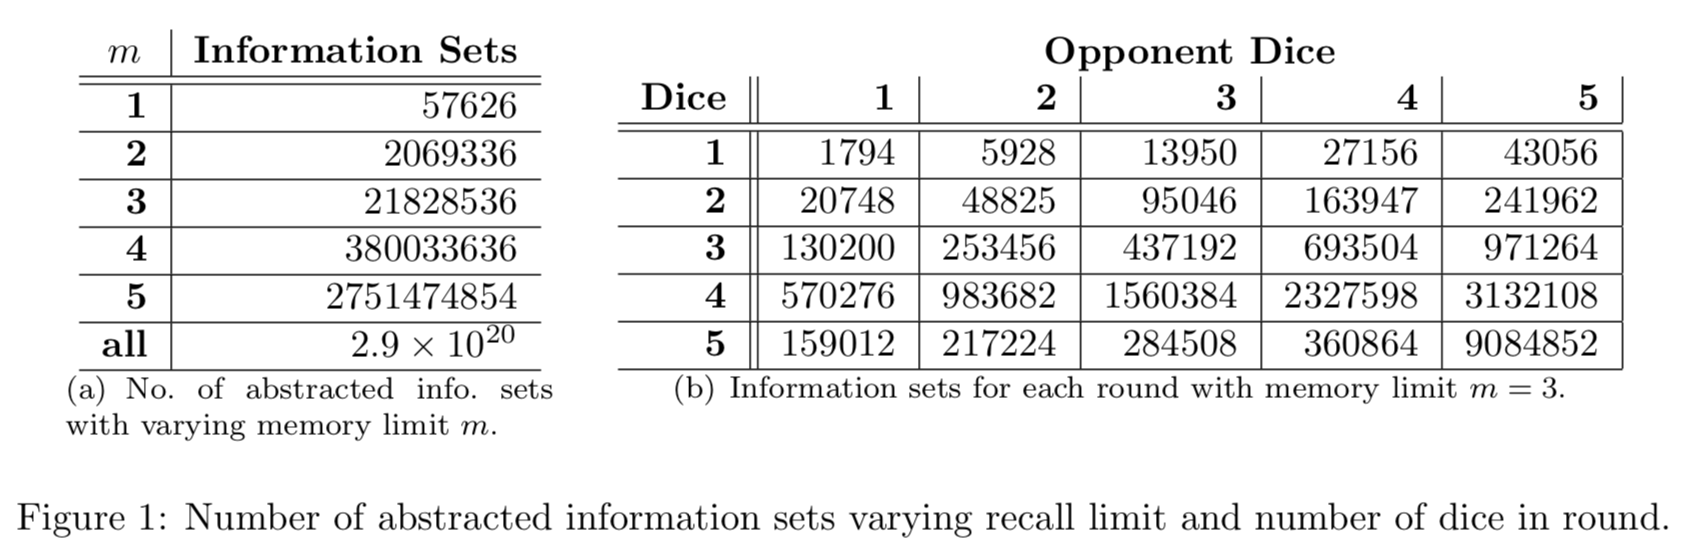 m Information Sets
1 57626
2 2069336
3 21828536
4 380033636
5 2751474854
all 2.9 × 10^20
(a) No. of abstracted info. sets
with varying memory limit m.
Opponent Dice
Dice 1 2 3 4 5
1 1794 5928 13950 27156 43056
2 20748 48825 95046 163947 241962
3 130200 253456 437192 693504 971264
4 570276 983682 1560384 2327598 3132108
5 159012 217224 284508 360864 9084852
(b) Information sets for each round with memory limit m = 3.
Figure 1: Number of abstracted information sets varying recall limit and number of dice in round.